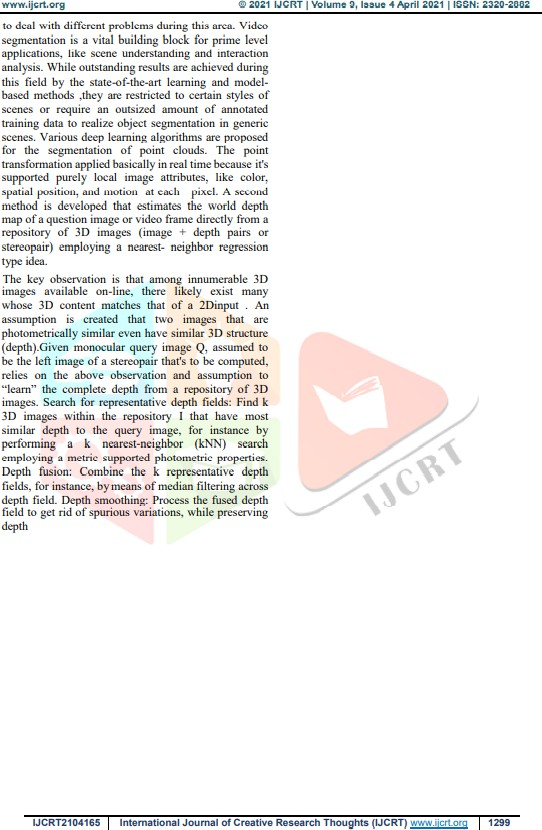 www.ijcrt.org © 2021 IJCRT | Volume 9, Issue 4 April 2021 | ISSN: 2320-2882
to deal with different problems during this area. Video
segmentation is a vital building block for prime level
applications, like scene understanding and interaction
analysis. While outstanding results are achieved during
this field by the state-of-the-art learning and model-
based methods ,they are restricted to certain styles of
scenes or require an outsized amount of annotated
training data to realize object segmentation in generic
scenes. Various deep learning algorithms are proposed
for the segmentation of point clouds. The point
transformation applied basically in real time because it's
supported purely local image attributes, like color,
spatial position, and motion at each pixel. A second
method is developed that estimates the world depth
map of a question image or video frame directly from a
repository of 3D images (image + depth pairs or
stereopair) employing a nearest- neighbor regression
type idea.
The key observation is that among innumerable 3D
images available on-line, there likely exist many
whose 3D content matches that of a 2Dinput . An
assumption is created that two images that are
photometrically similar even have similar 3D structure
(depth).Given monocular query image Q, assumed to
be the left image of a stereopair that's to be computed,
relies on the above observation and assumption to
“learn” the complete depth from a repository of 3D
images. Search for representative depth fields: Find k
3D images within the repository I that have most
similar depth to the query image, for instance by
performing a k nearest-neighbor (kNN) search
employing a metric supported photometric properties.
Depth fusion: Combine the k representative depth
fields, for instance, by means of median filtering across
depth field. Depth smoothing: Process the fused depth
field to get rid of spurious variations, while preserving
depth
IJCRT
IJCRT2104165 International Journal of Creative Research Thoughts (IJCRT) www.ijcrt.org 1299